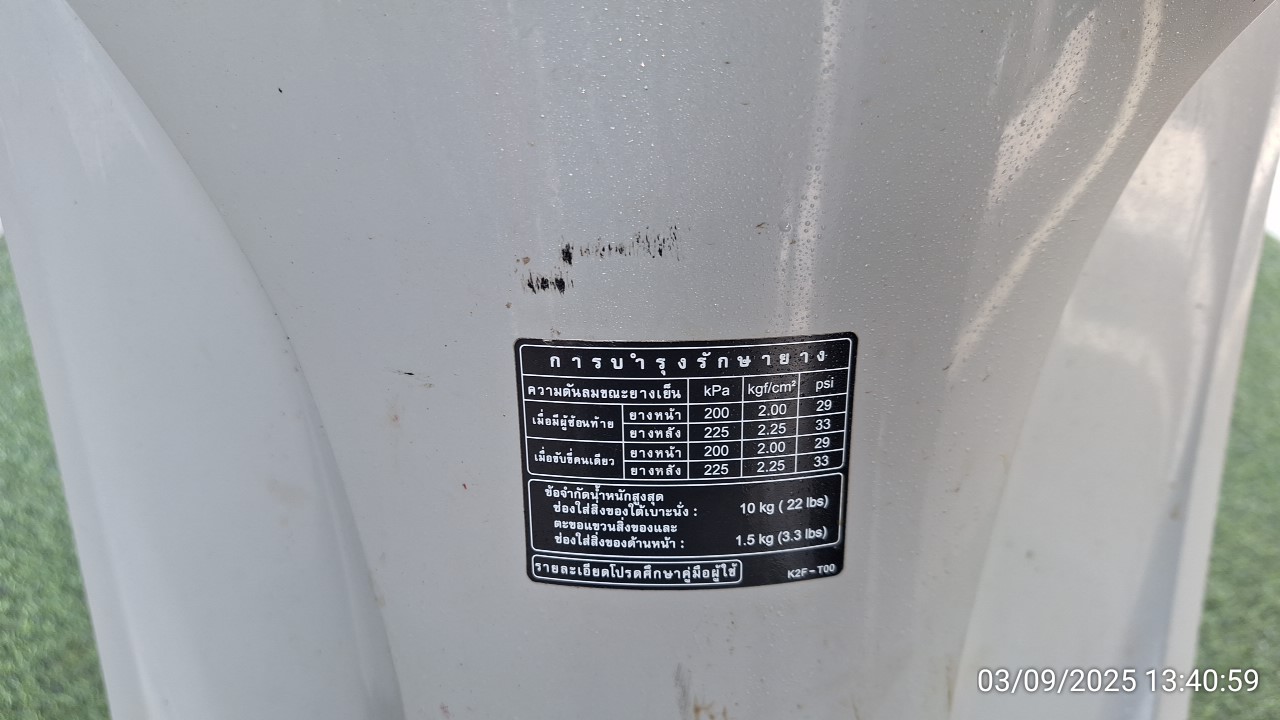 การบำรุงรักษายาง
ความดันลมขณะยางเย็น kPa kgf/cm² psi
เมื่อมีผู้ซ้อนท้าย ยางหน้า 200 2.00 29
ยางหลัง 225 2.25 33
เมื่อขับขี่คนเดียว ยางหน้า 200 2.00 29
ยางหลัง 225 2.25 33
ข้อจำกัดน้ำหนักสูงสุด
ช่องใส่สิ่งของใต้เบาะนั่ง : 10 kg ( 22 lbs)
ตะขอแขวนสิ่งของและ
ช่องใส่สิ่งของด้านหน้า : 1.5 kg (3.3 lbs)
รายละเอียดโปรดศึกษาคู่มือผู้ใช้ K2F-T00
03/09/2025 13:40:59